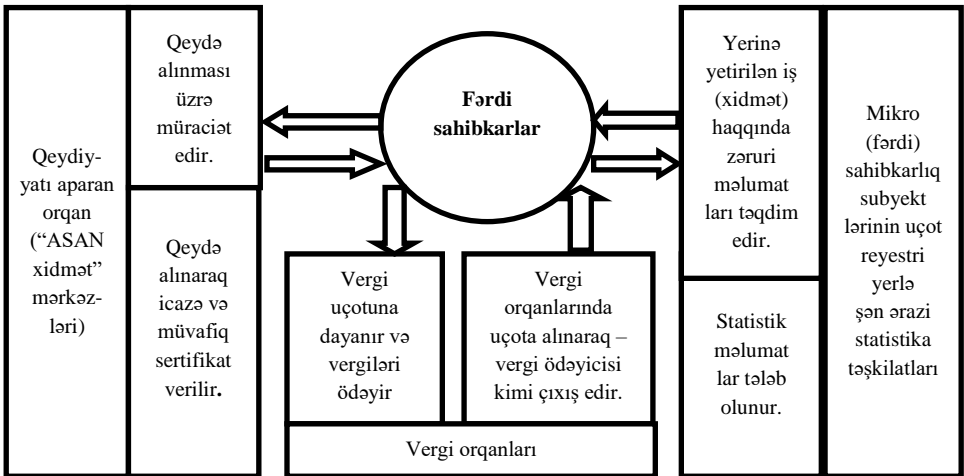 Qeydiy-
yatı aparan
orqan
(“ASAN
xidmət”
mərkəz-
ləri)
Qeydə
alınması
üzrə
müraciət
edir.
Qeydə
alınaraq
icazə və
müvafiq
sertifikat
verilir.
Fərdi
sahibkarlar
Vergi
uçotuna
dayanır və
vergiləri
ödəyir
Vergi
orqanlarında
uçota alınaraq –
vergi ödəyicisi
kimi çıxış edir.
Vergi orqanları
Yerinə
yetirilən iş
(xidmət)
haqqında
zəruri
məlumat
ları təqdim
edir.
Statistik
məlumat
lar tələb
olunur.
Mikro
(fərdi)
sahibkarlıq
subyekt
lərinin uçot
reyestri
yerlə
şən ərazi
statistika
təşkilatları